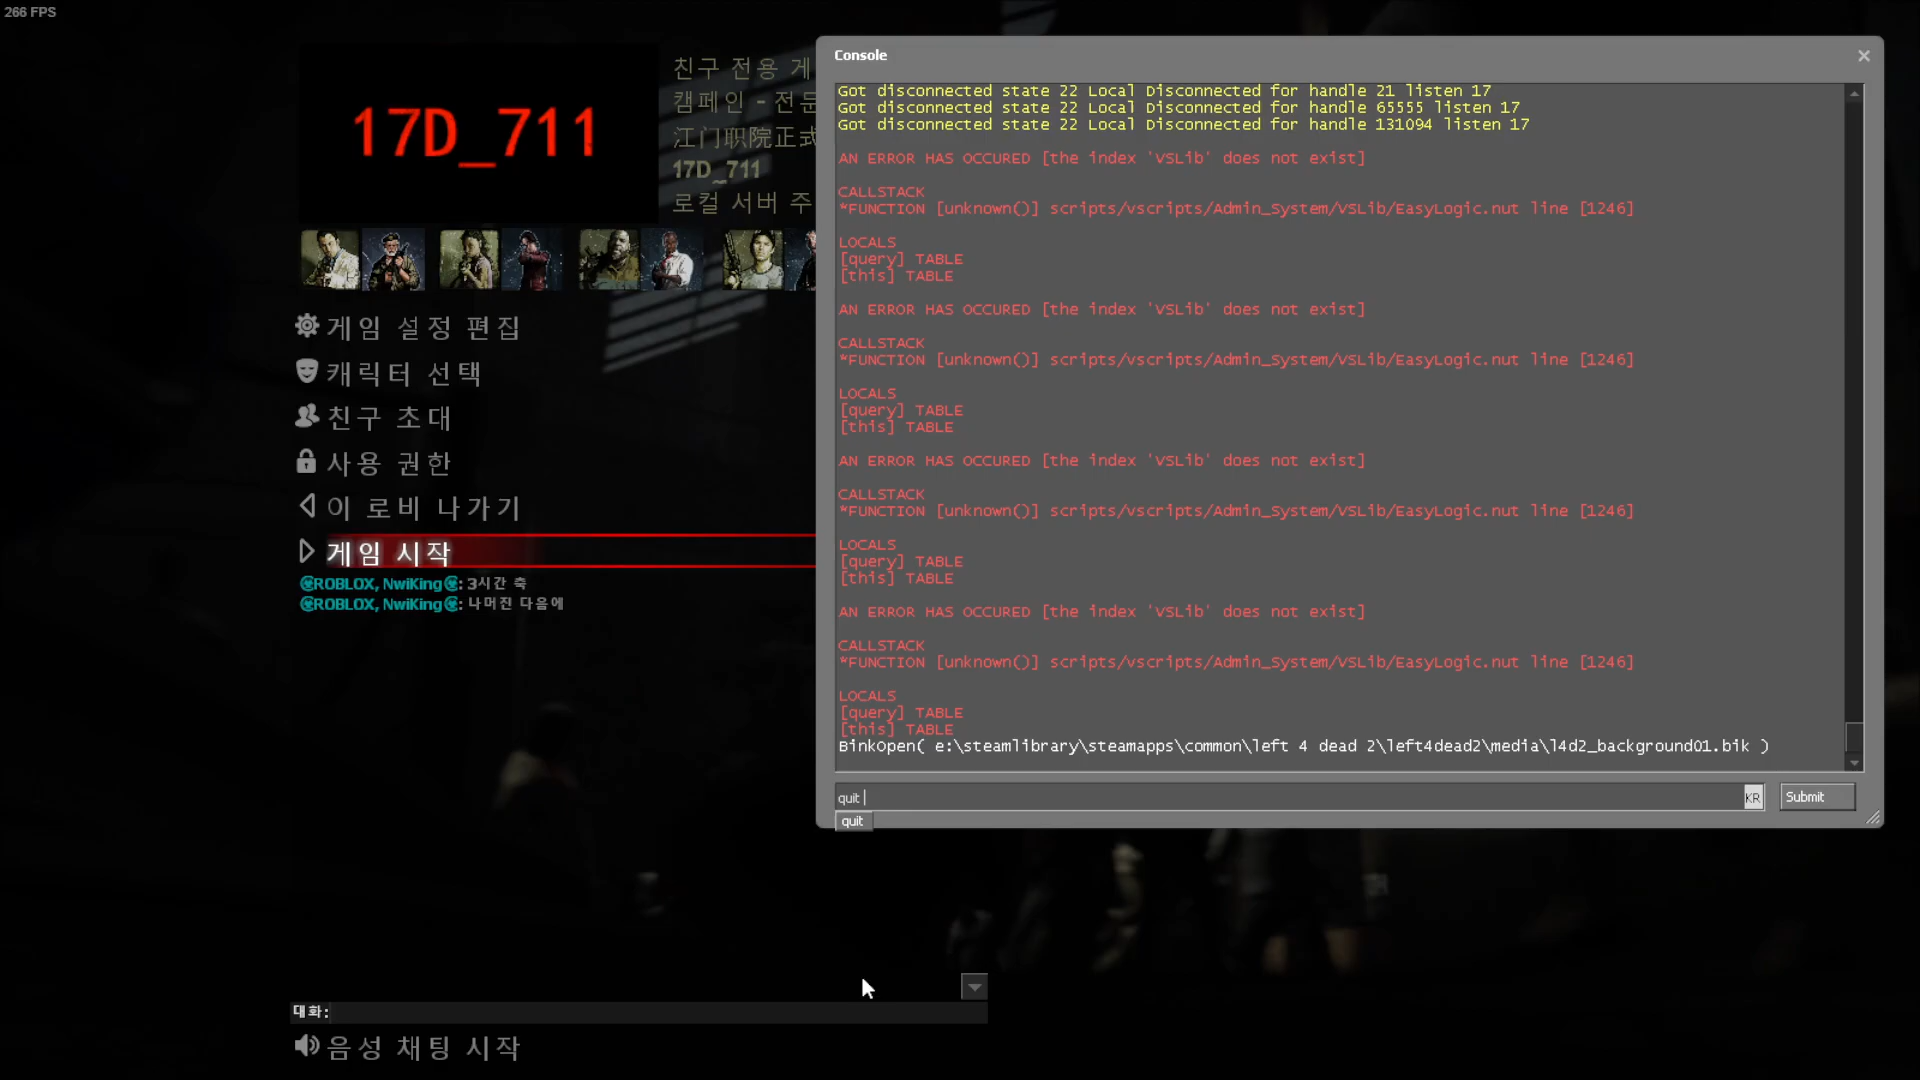 266 FPS
17D_711
친구 전용 게
캠페인 - 전문
江门职院正式
17D_711
로컬 서버 주
게임 설정 편집
캐릭터 선택
친구 초대
사용 권한
이 로비 나가기
게임 시작
ROBLOX, NwiKing: 3시간 축
ROBLOX, NwiKing: 나머진 다음에
대화:
음성 채팅 시작
Console
Got disconnected state 22 Local Disconnected for handle 21 listen 17
Got disconnected state 22 Local Disconnected for handle 65555 listen 17
Got disconnected state 22 Local Disconnected for handle 131094 listen 17
AN ERROR HAS OCCURED [the index 'VSLib' does not exist]
CALLSTACK
*FUNCTION [unknown()] scripts/vscripts/Admin_System/VSLib/EasyLogic.nut line [1246]
LOCALS
[query] TABLE
[this] TABLE
AN ERROR HAS OCCURED [the index 'VSLib' does not exist]
CALLSTACK
*FUNCTION [unknown()] scripts/vscripts/Admin_System/VSLib/EasyLogic.nut line [1246]
LOCALS
[query] TABLE
[this] TABLE
AN ERROR HAS OCCURED [the index 'VSLib' does not exist]
CALLSTACK
*FUNCTION [unknown()] scripts/vscripts/Admin_System/VSLib/EasyLogic.nut line [1246]
LOCALS
[query] TABLE
[this] TABLE
AN ERROR HAS OCCURED [the index 'VSLib' does not exist]
CALLSTACK
*FUNCTION [unknown()] scripts/vscripts/Admin_System/VSLib/EasyLogic.nut line [1246]
LOCALS
[query] TABLE
[this] TABLE
BinkOpen( e:\steamlibrary\steamapps\common\left 4 dead 2\left4dead2\media\l4d2_background01.bik )
quit
KR
Submit
quit